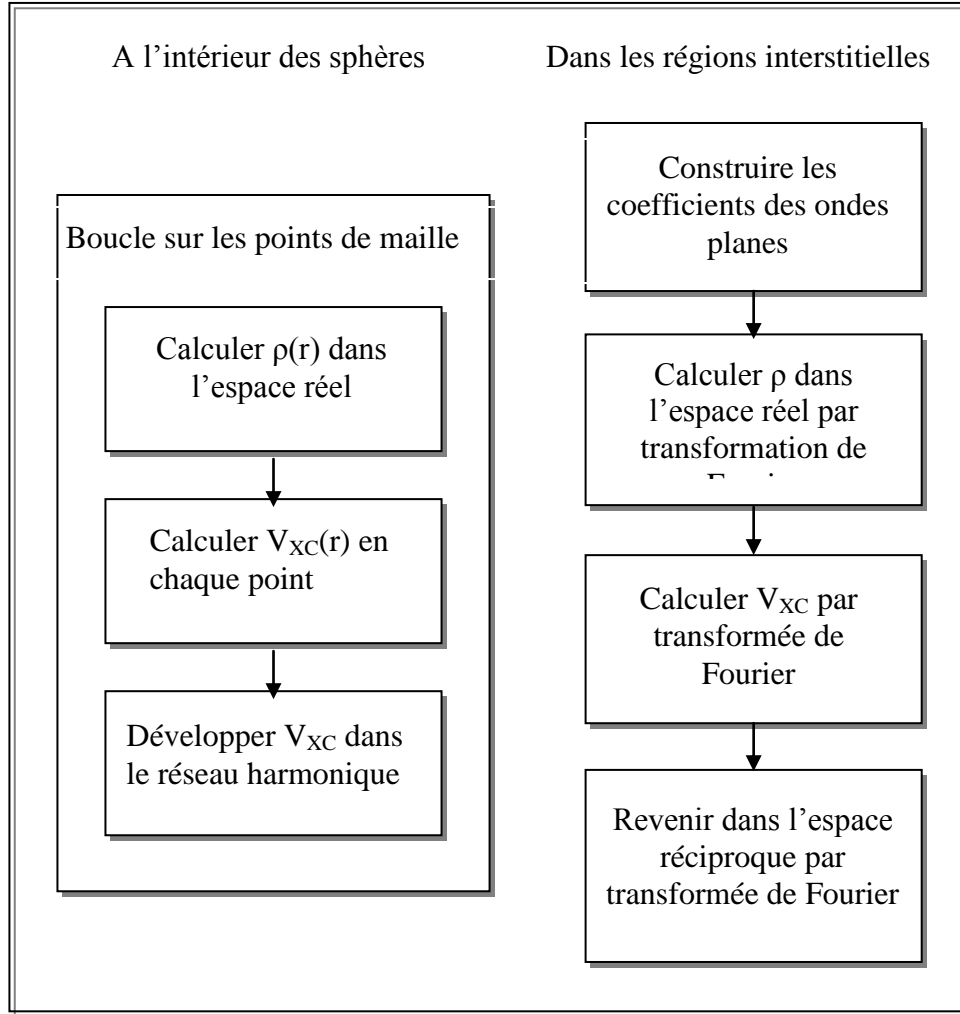 A l’intérieur des sphères
Boucle sur les points de maille
Calculer ρ(r) dans
l’espace réel
Calculer V_XC(r) en
chaque point
Développer V_XC dans
le réseau harmonique
Dans les régions interstitielles
Construire les
coefficients des ondes
planes
Calculer ρ dans
l’espace réel par
transformation de
Calculer V_XC par
transformée de
Fourier
Revenir dans l’espace
réciproque par
transformée de Fourier